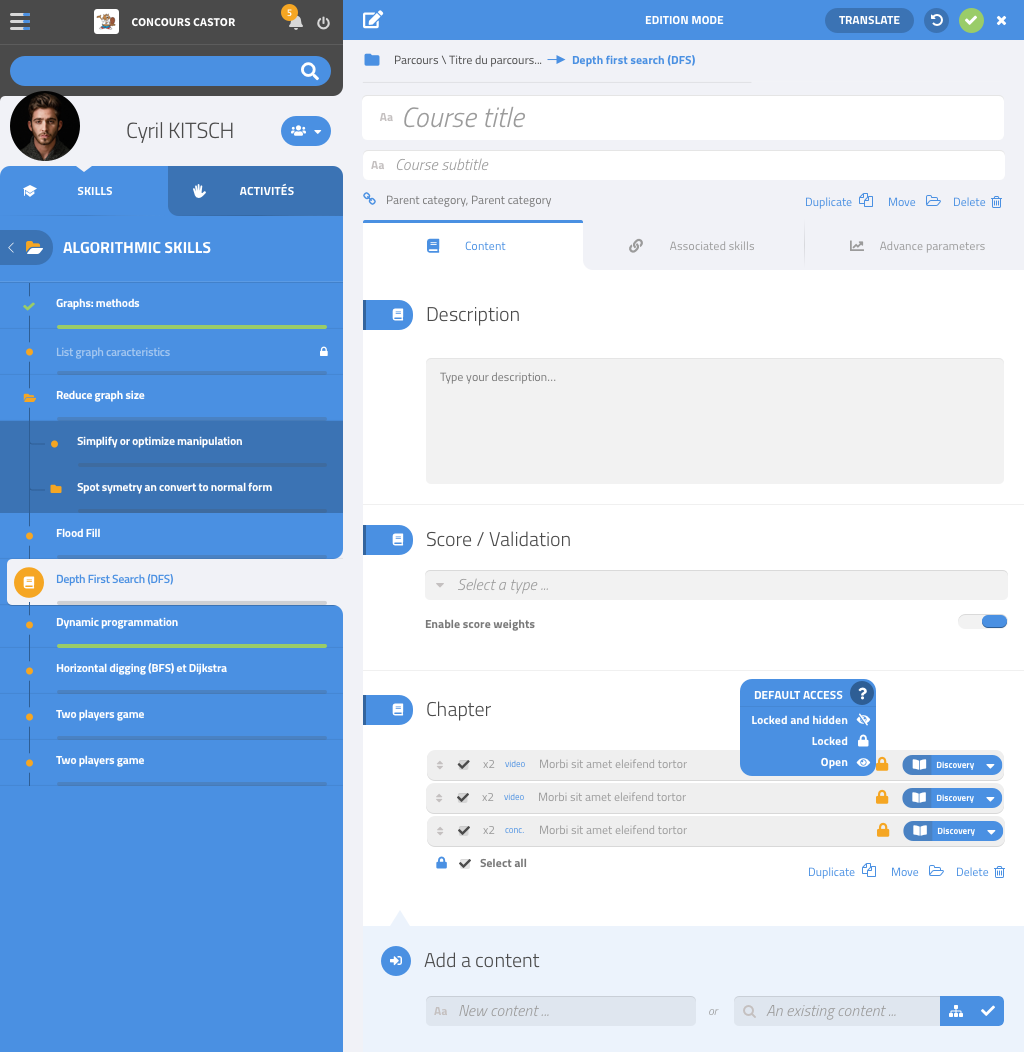 CONCOURS CASTOR
5
EDITION MODE
TRANSLATE
Parcours \ Titre du parcours...
Depth first search (DFS)
Cyril KITSCH
Aa Course title
Aa Course subtitle
SKILLS
ACTIVITÉS
Parent category, Parent category
Duplicate
Move
Delete
ALGORITHMIC SKILLS
Content
Associated skills
Advance parameters
Graphs: methods
List graph caracteristics
Reduce graph size
Simplify or optimize manipulation
Spot symetry an convert to normal form
Flood Fill
Depth First Search (DFS)
Dynamic programmation
Horizontal digging (BFS) et Dijkstra
Two players game
Two players game
Description
Type your description...
Score / Validation
Select a type ...
Enable score weights
Chapter
DEFAULT ACCESS ?
Locked and hidden
Locked
Open
x2 video Morbi sit amet eleifend tortor
Discovery
x2 video Morbi sit amet eleifend tortor
Discovery
x2 conc. Morbi sit amet eleifend tortor
Discovery
Select all
Duplicate
Move
Delete
Add a content
Aa New content ...
or
An existing content ...